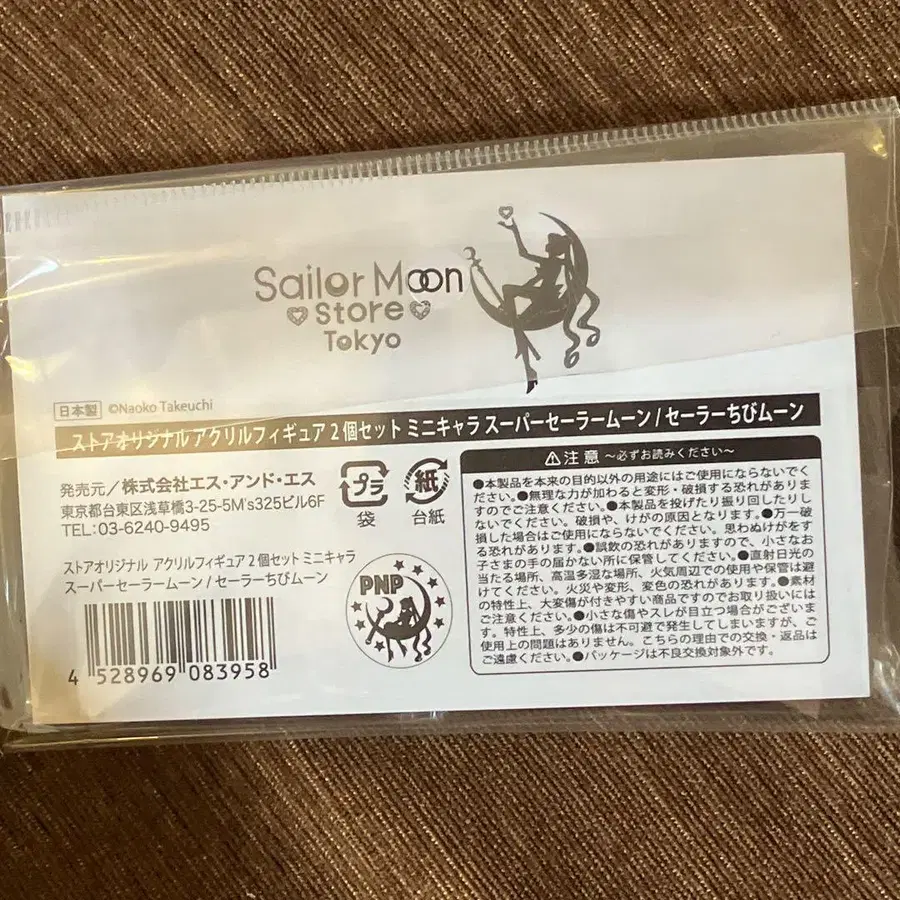 Sailor Moon
store
Tokyo
日本製 ©Naoko Takeuchi
ストアオリジナル アクリルフィギュア2個セット ミニキャラ スーパーセーラームーン / セーラーちびムーン
発売元／株式会社エス・アンド・エス
東京都台東区浅草橋3-25-5M's325ビル6F
TEL:03-6240-9495
プラ
袋
紙
台紙
ストアオリジナル アクリルフィギュア2個セット ミニキャラ
スーパーセーラームーン / セーラーちびムーン
4 528969 083958
PNP
⚠注意 ～必ずお読みください～
●本製品を本来の目的以外の用途にはご使用にならないでく
ださい。●無理な力が加わると変形・破損する恐れがありま
すのでご注意ください。●本製品を投げたり振り回したりし
ないでください。破損や、けがの原因となります。●万一破
損した場合はご使用にならないでください。思わぬけがをす
る恐れがあります。●誤飲の恐れがありますので、小さなお
子さまの手の届かない所に保管してください。●直射日光の
当たる場所、高温多湿な場所、火気周辺での使用や保管は避
けてください。火災や変形、変色の恐れがあります。●素材
の特性上、大変傷が付きやすい商品ですのでお取り扱いには
ご注意ください。●小さな傷やスレが目立つ場合がございま
す。特性上、多少の傷は不可避で発生してしまいますが、ご
使用上の問題はありません。こちらの理由での交換・返品は
ご遠慮ください。●パッケージは不良交換対象外です。